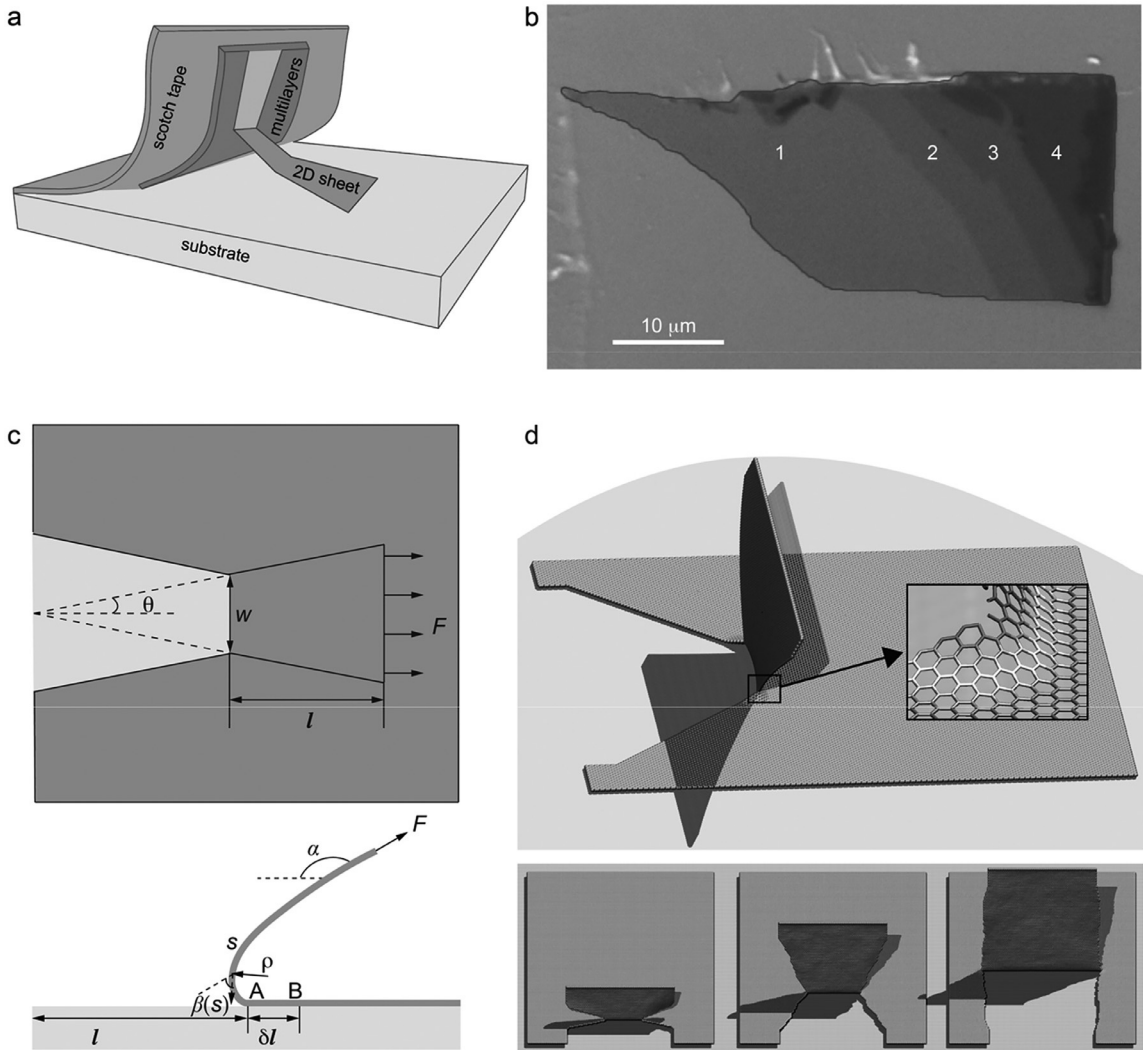 a
scotch tape
multilayers
2D sheet
substrate
b
1
2
3
4
10 μm
c
θ
w
F
l
F
α
s
ρ
β(s)
A
B
l
δl
d